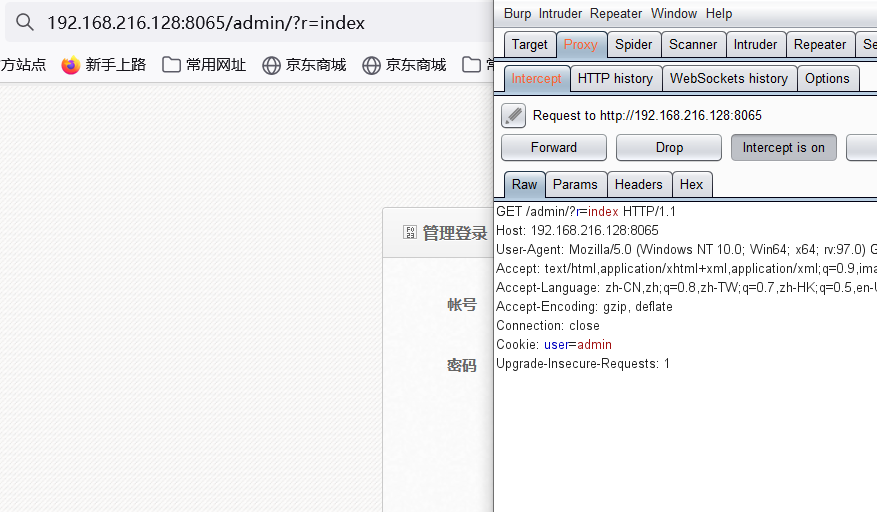 192.168.216.128:8065/admin/?r=index
方站点 新手上路 常用网址 京东商城 京东商城 常
管理登录
帐号
密码
Burp Intruder Repeater Window Help
Target Proxy Spider Scanner Intruder Repeater Se
Intercept HTTP history WebSockets history Options
Request to http://192.168.216.128:8065
Forward Drop Intercept is on
Raw Params Headers Hex
GET /admin/?r=index HTTP/1.1
Host: 192.168.216.128:8065
User-Agent: Mozilla/5.0 (Windows NT 10.0; Win64; x64; rv:97.0) G
Accept: text/html,application/xhtml+xml,application/xml;q=0.9,ima
Accept-Language: zh-CN,zh;q=0.8,zh-TW;q=0.7,zh-HK;q=0.5,en-U
Accept-Encoding: gzip, deflate
Connection: close
Cookie: user=admin
Upgrade-Insecure-Requests: 1